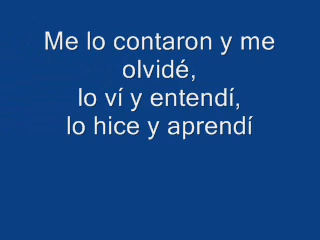 Me lo contaron y me
olvidé,
lo ví y entendí,
lo hice y aprendí